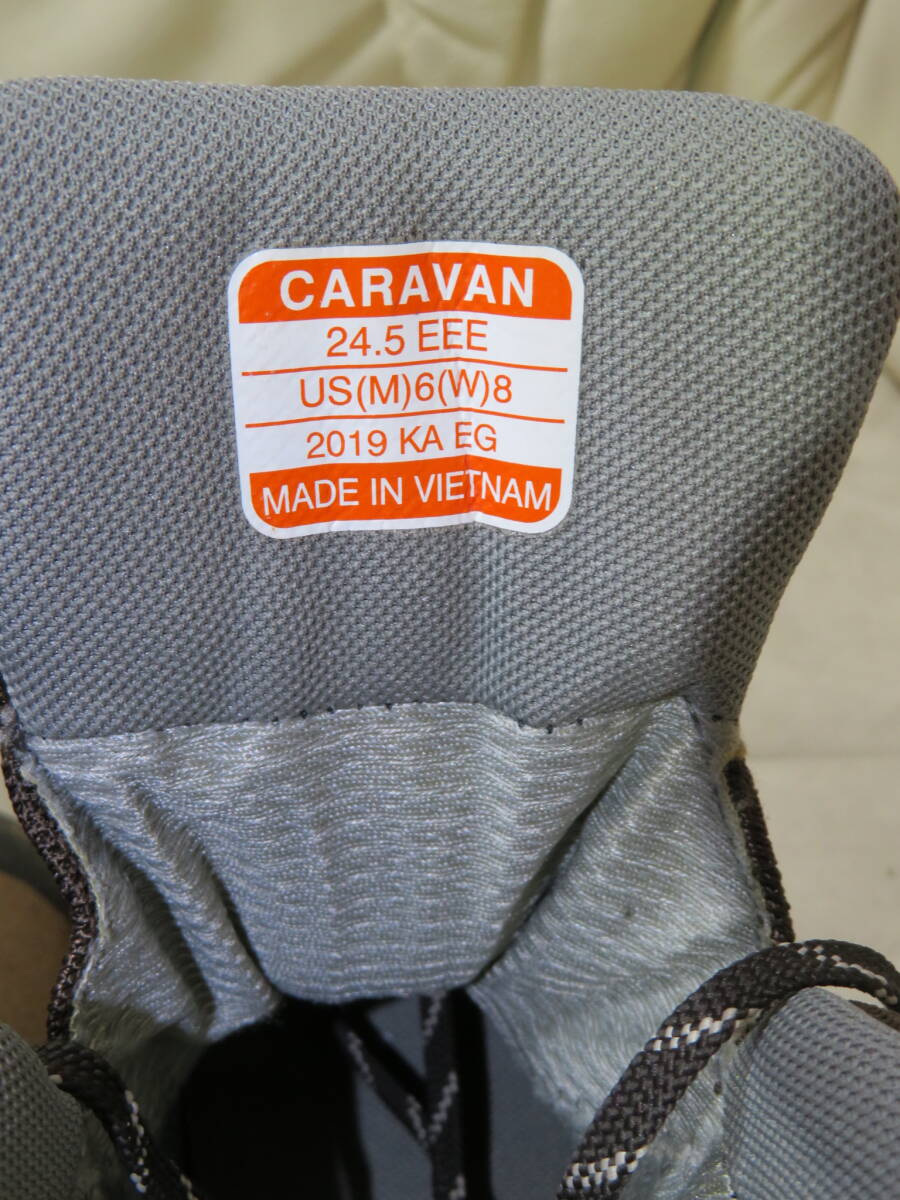 CARAVAN
24.5 EEE
US(M)6(W)8
2019 KA EG
MADE IN VIETNAM